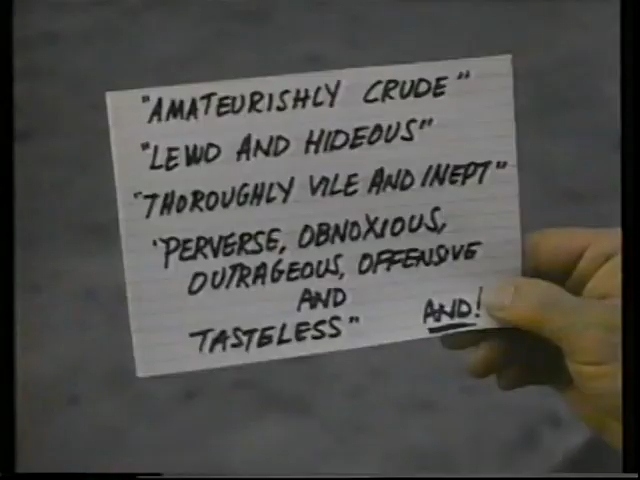 "AMATEURISHLY CRUDE"
"LEWD AND HIDEOUS"
"THOROUGHLY VILE AND INEPT"
"PERVERSE, OBNOXIOUS,
OUTRAGEOUS, OFFENSIVE
AND
TASTELESS" AND!